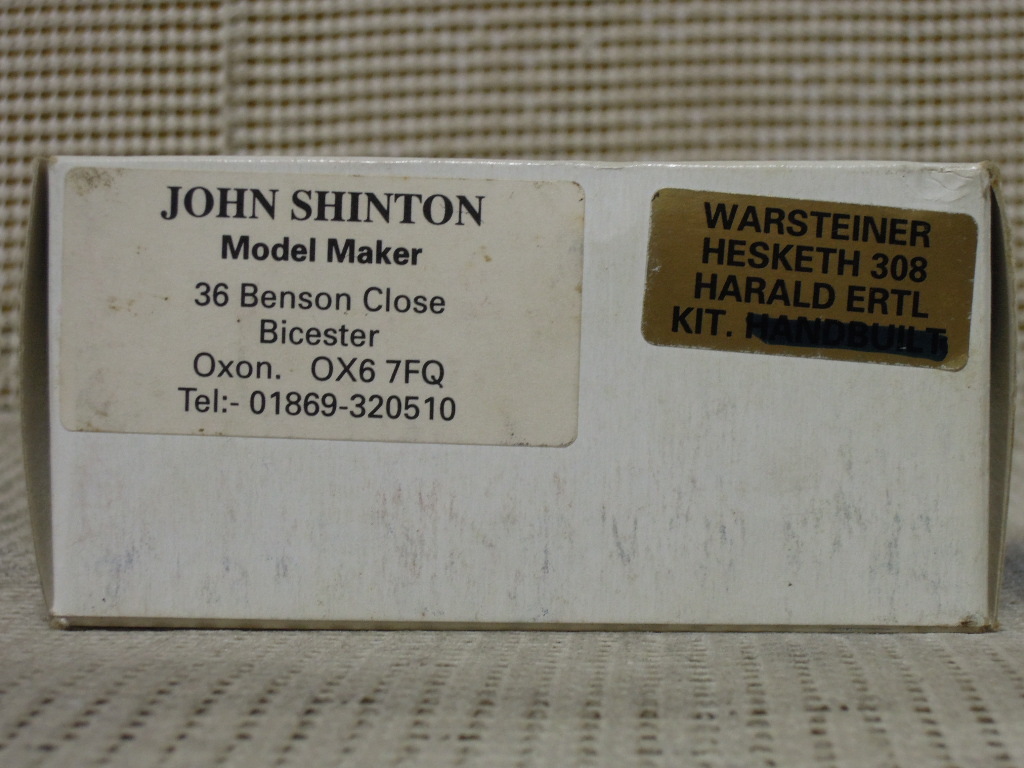 JOHN SHINTON
Model Maker
36 Benson Close
Bicester
Oxon. OX6 7FQ
Tel:- 01869-320510
WARSTEINER
HESKETH 308
HARALD ERTL
KIT. HANDBUILT